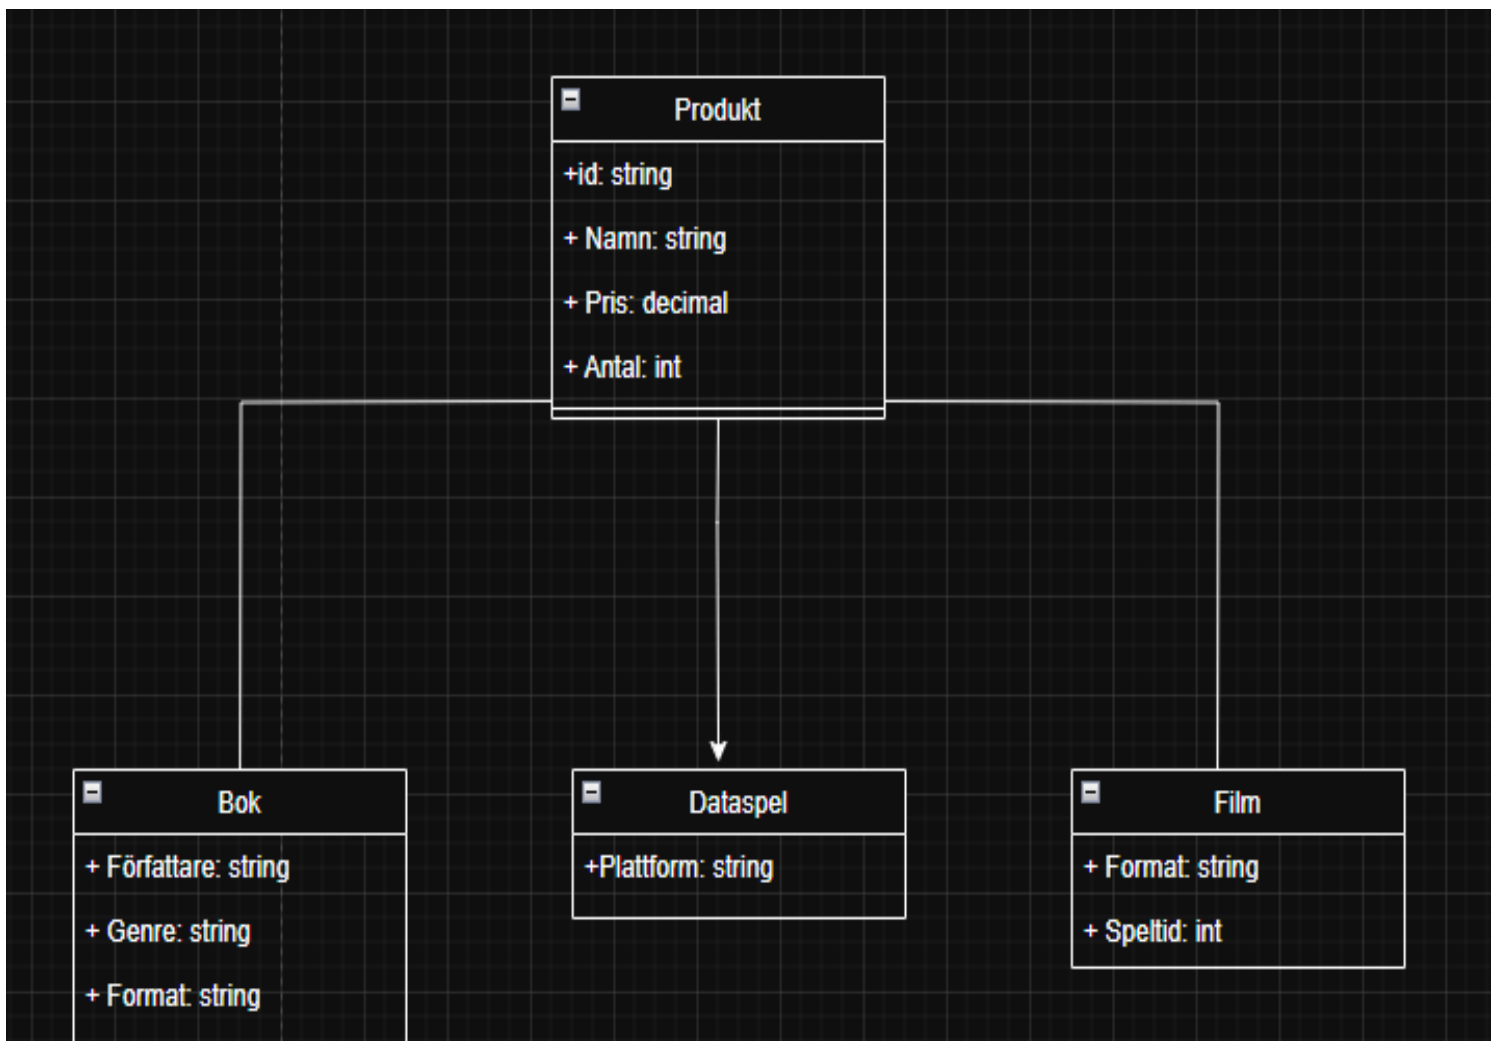 Produkt
+id: string
+ Namn: string
+ Pris: decimal
+ Antal: int
Bok
+ Författare: string
+ Genre: string
+ Format: string
Dataspel
+Plattform: string
Film
+ Format: string
+ Speltid: int